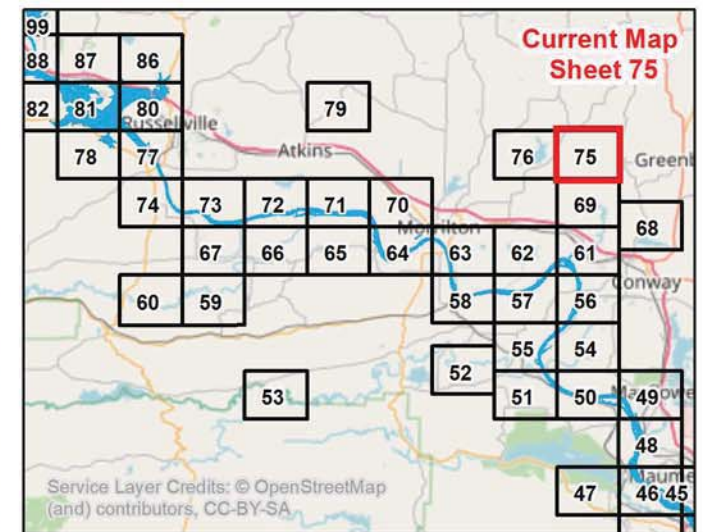 99
Current Map
Sheet 75
88 87 86
82 81 80 79
Russellville
Atkins
78 77 76 75 Greenb
74 73 72 71 70 69
Morrilton 68
67 66 65 64 63 62 61
Conway
60 59 58 57 56
55 54
52
53 51 50 49
48
Maume
47 46 45
Service Layer Credits: © OpenStreetMap
(and) contributors, CC-BY-SA